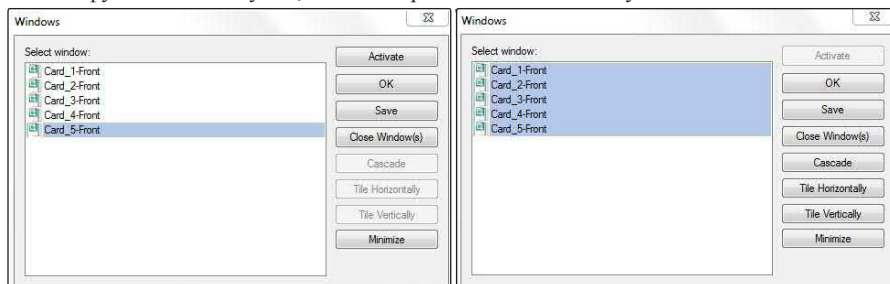 Windows
Select window:
Card_1-Front
Card_2-Front
Card_3-Front
Card_4-Front
Card_5-Front
Activate
OK
Save
Close Window(s)
Cascade
Tile Horizontally
Tile Vertically
Minimize
Windows
Select window:
Card_1-Front
Card_2-Front
Card_3-Front
Card_4-Front
Card_5-Front
Activate
OK
Save
Close Window(s)
Cascade
Tile Horizontally
Tile Vertically
Minimize